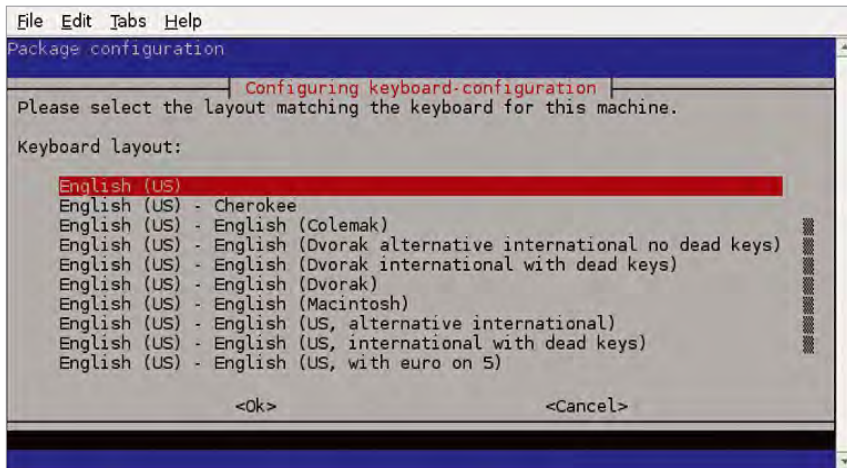 File Edit Tabs Help
Package configuration
Configuring keyboard-configuration
Please select the layout matching the keyboard for this machine.
Keyboard layout:
English (US)
English (US) - Cherokee
English (US) - English (Colemak)
English (US) - English (Dvorak alternative international no dead keys)
English (US) - English (Dvorak international with dead keys)
English (US) - English (Dvorak)
English (US) - English (Macintosh)
English (US) - English (US, alternative international)
English (US) - English (US, international with dead keys)
English (US) - English (US, with euro on 5)
<Ok> <Cancel>